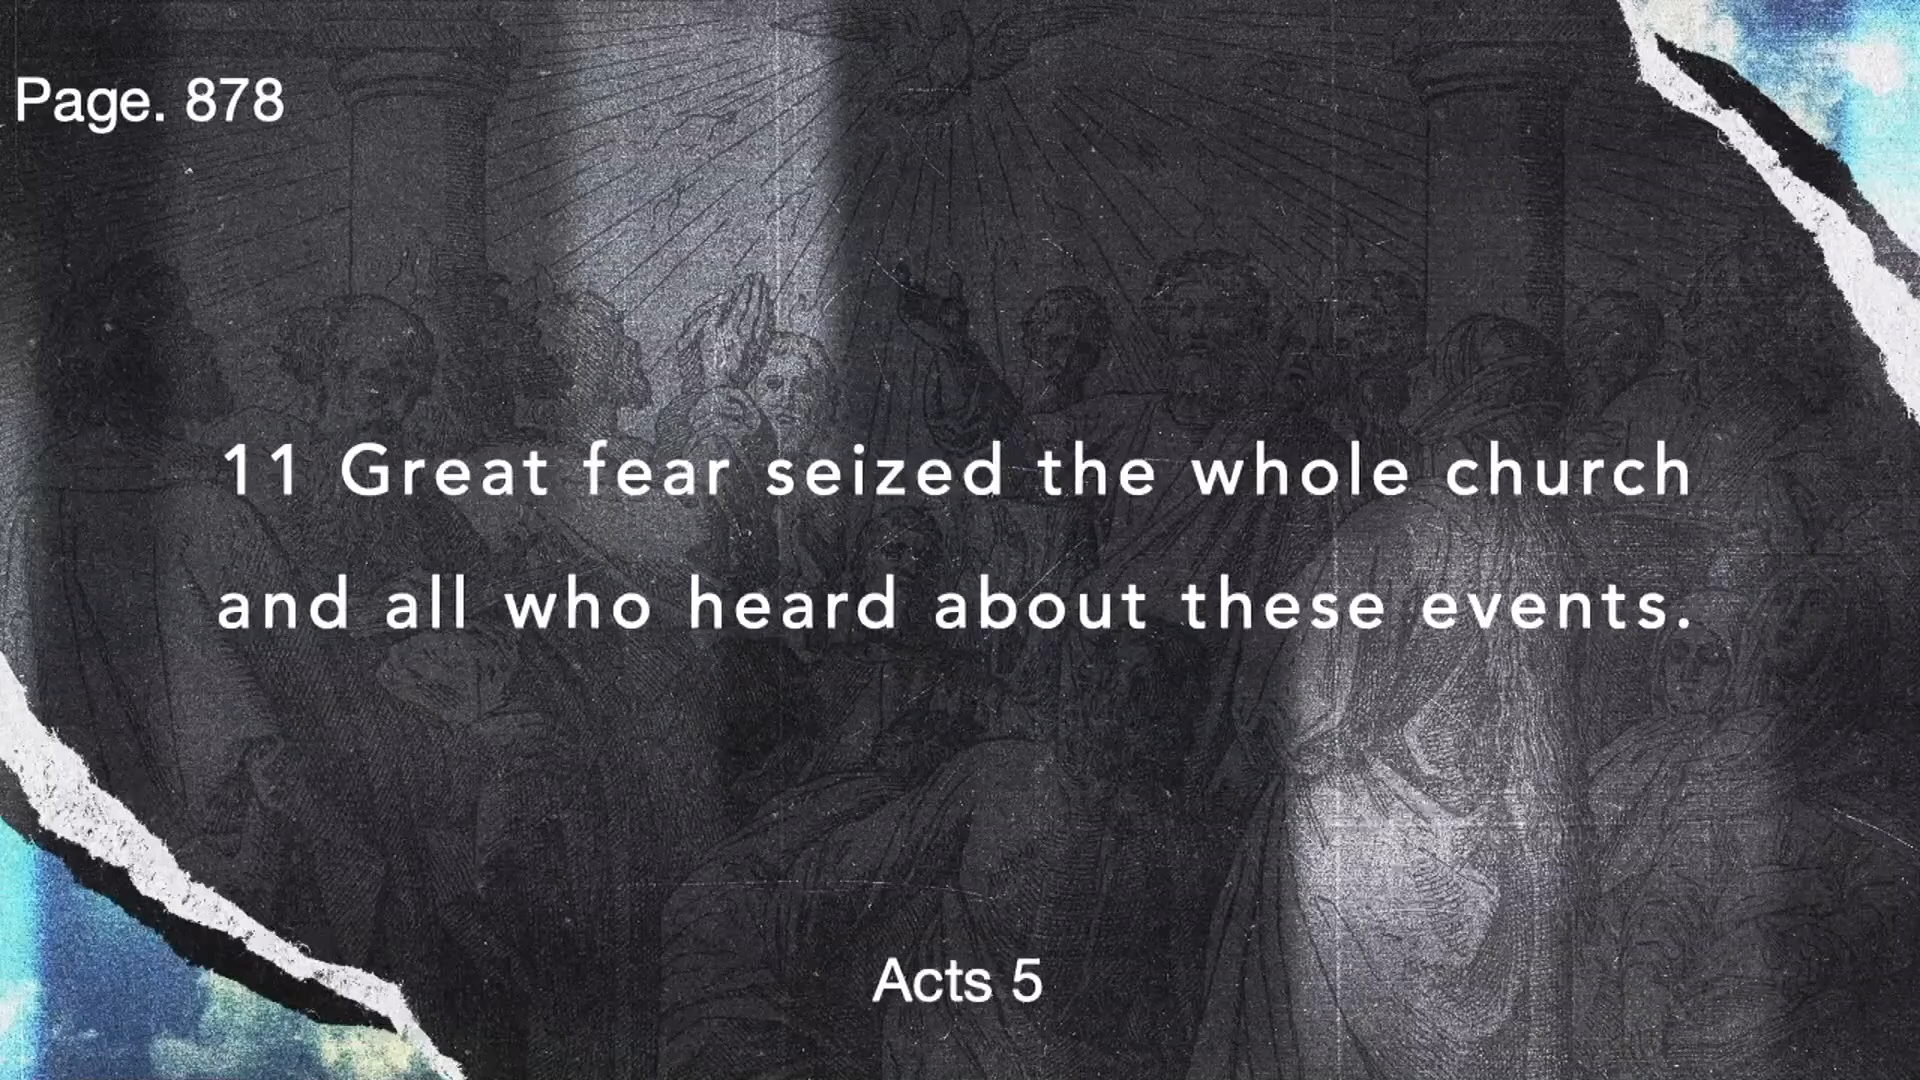 Page. 878
11 Great fear seized the whole church
and all who heard about these events.
Acts 5